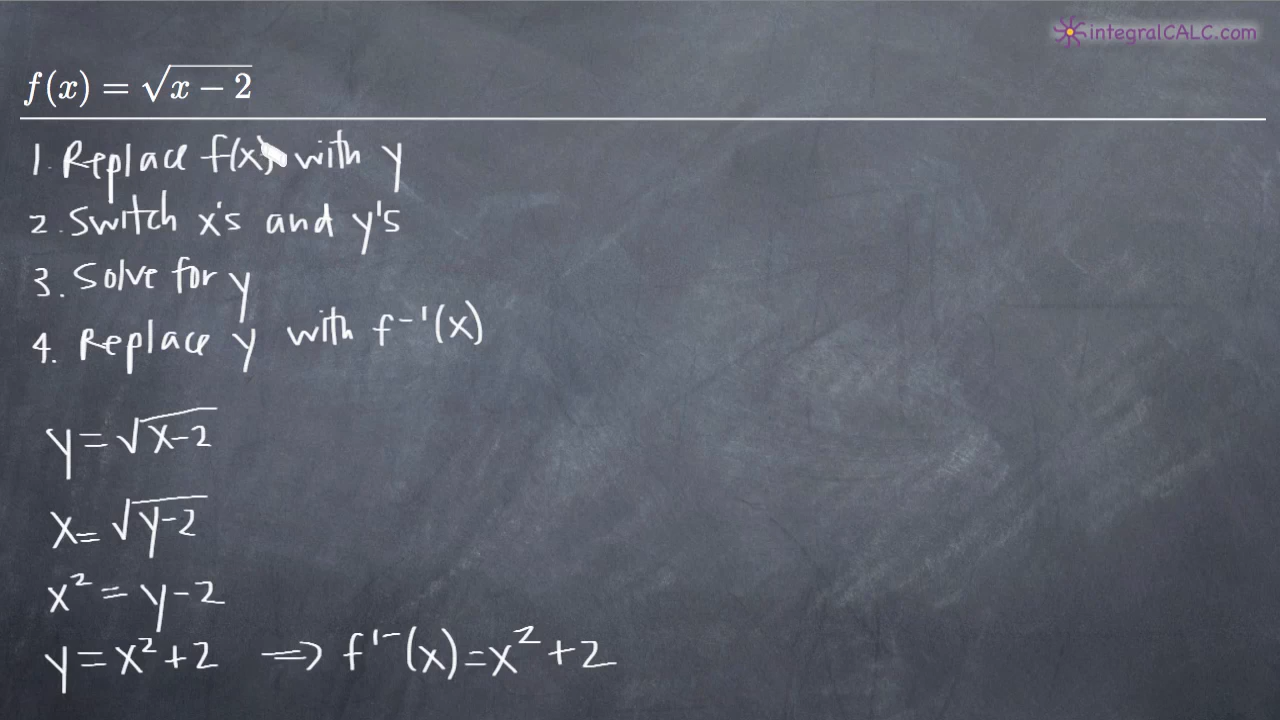 integralCALC.com
f(x) = √x − 2
1. Replace f(x) with y
2. Switch x's and y's
3. Solve for y
4. Replace y with f⁻¹(x)
y = √x−2
x = √y−2
x² = y−2
y = x²+2 ⇒ f'⁻(x) = x²+2